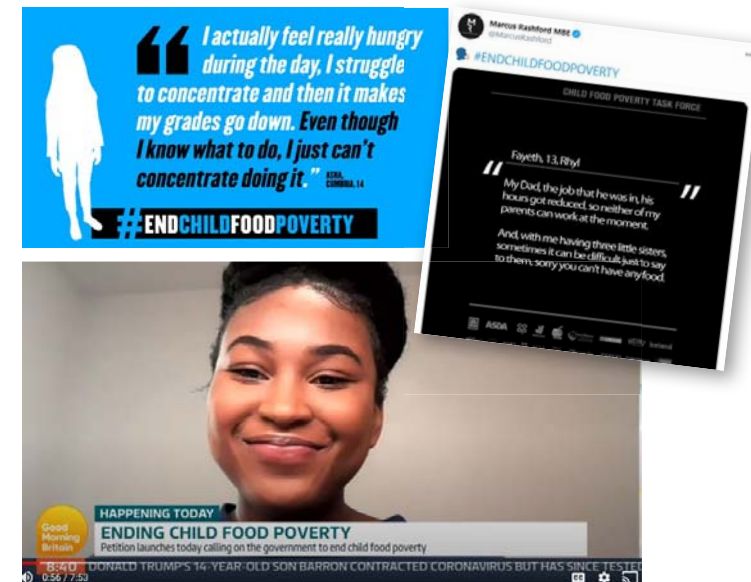 I actually feel really hungry
during the day, I struggle
to concentrate and then it makes
my grades go down. Even though
I know what to do, I just can't
concentrate doing it."
CUMBRIA, 14
#ENDCHILDFOODPOVERTY
Marcus Rashford MBE
@MarcusRashford
#ENDCHILDFOODPOVERTY
CHILD FOOD POVERTY TASK FORCE
Fayeth, 13, Rhyl
My Dad, the job that he was in, his
hours got reduced, so neither of my
parents can work at the moment.
And, with me having three little sisters,
sometimes it can be difficult just to say
to them, sorry you can't have any food.
ASDA
Iceland
Good
Morning
Britain
HAPPENING TODAY
ENDING CHILD FOOD POVERTY
Petition launches today calling on the government to end child food poverty
8:40 DONALD TRUMP'S 14-YEAR-OLD SON BARRON CONTRACTED CORONAVIRUS BUT HAS SINCE TESTED
0:56 / 7:53